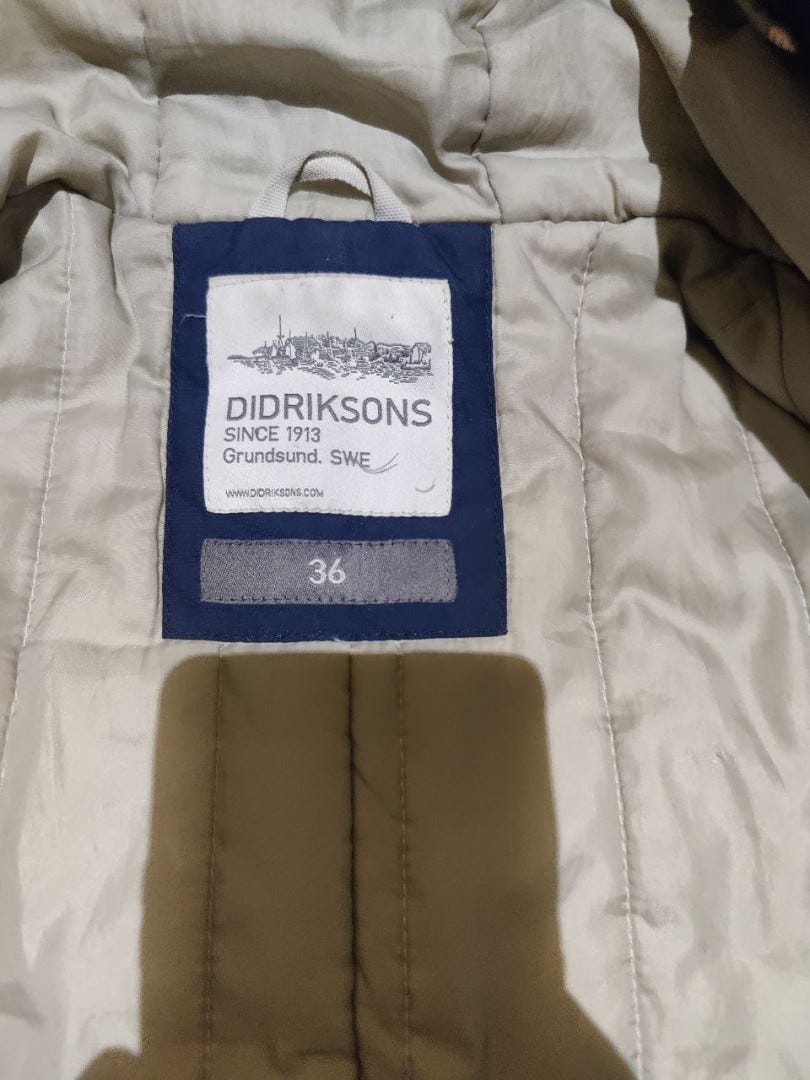 DIDRIKSONS
SINCE 1913
Grundsund. SWE
WWW.DIDRIKSONS.COM
36